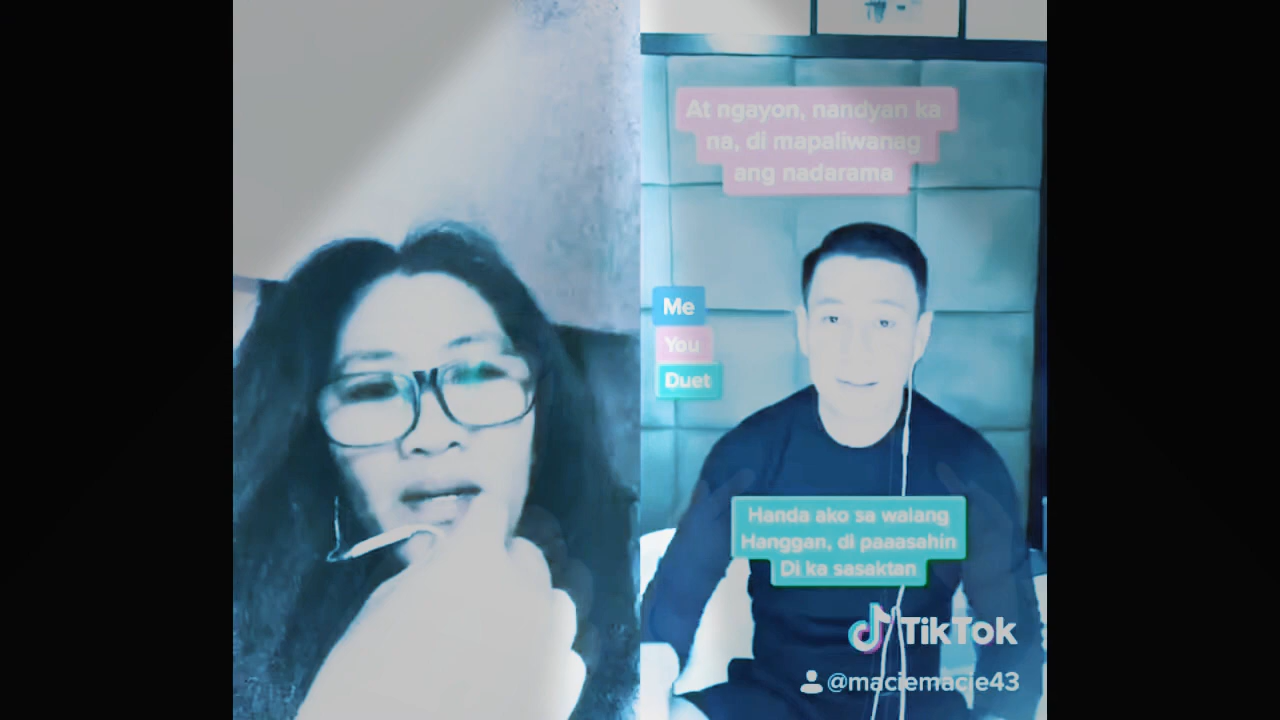 At ngayon, nandyan ka
na, di mapaliwanag
ang nadarama
Me
You
Duet
Handa ako sa walang
Hanggan, di paaasahin
Di ka sasaktan
TikTok
@maciemacie43